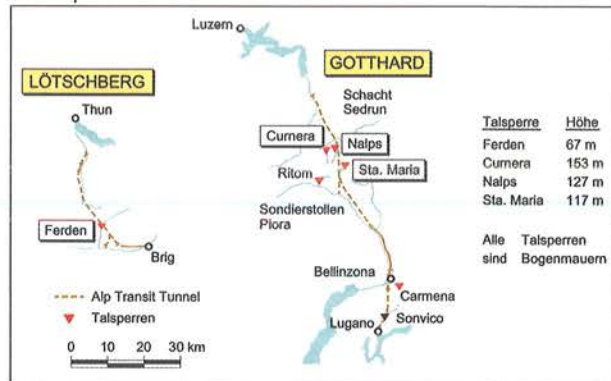 LÖTSCHBERG
Thun
Ferden
Brig
Alp Transit Tunnel
Talsperren
0 10 20 30 km
Luzern
GOTTHARD
Schacht
Sedrun
Curnera
Nalps
Sta. Maria
Ritom
Sondierstollen
Piora
Bellinzona
Carmena
Lugano
Sonvico
Talsperre Höhe
Ferden 67 m
Curnera 153 m
Nalps 127 m
Sta. Maria 117 m
Alle Talsperren
sind Bogenmauern